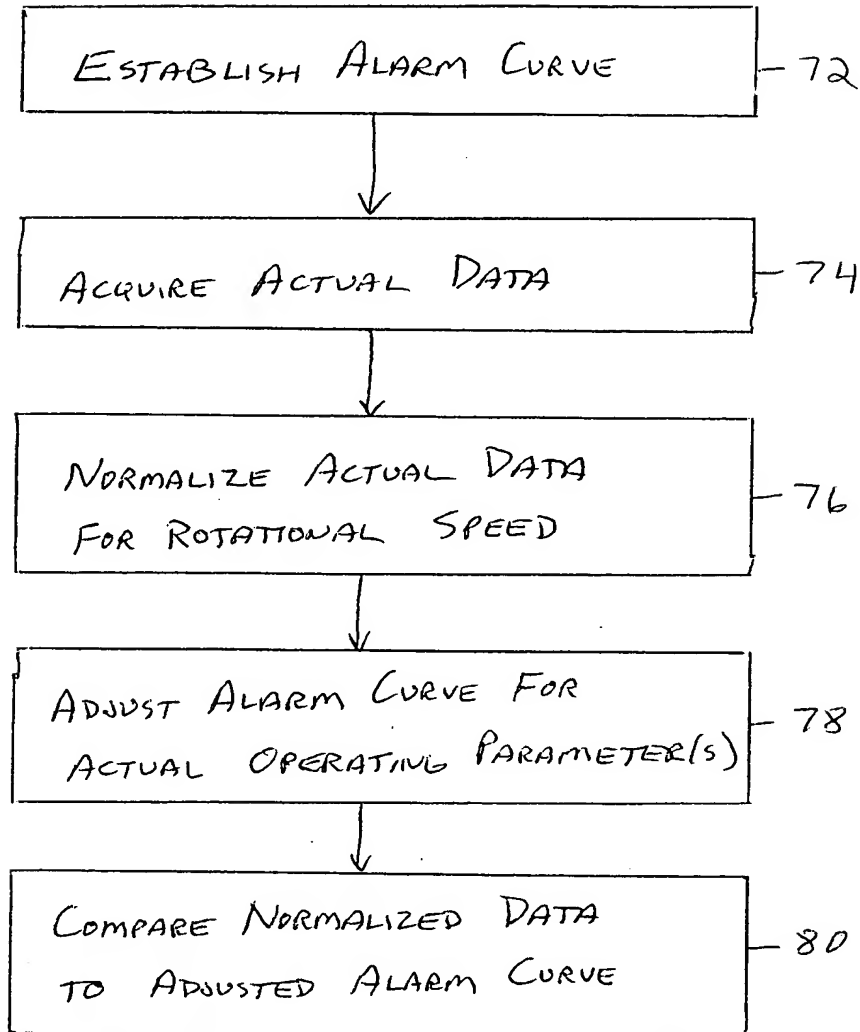 ESTABLISH ALARM CURVE 72
ACQUIRE ACTUAL DATA 74
NORMALIZE ACTUAL DATA
FOR ROTATIONAL SPEED
76
ADJUST ALARM CURVE FOR
ACTUAL OPERATING PARAMETER(S)
78
COMPARE NORMALIZED DATA
TO ADJUSTED ALARM CURVE
80